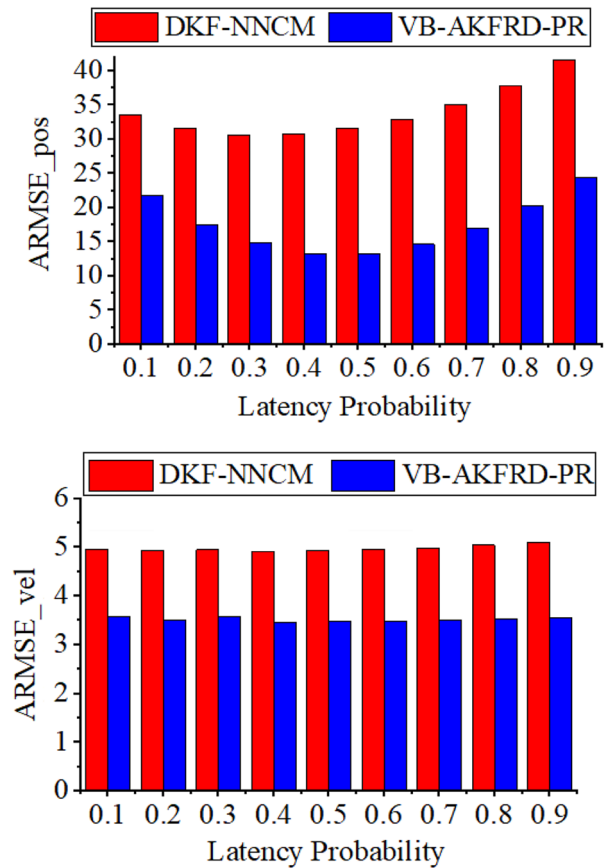 DKF-NNCM VB-AKFRD-PR
40
35
30
25
20
15
10
5
0
ARMSE_pos
0.1 0.2 0.3 0.4 0.5 0.6 0.7 0.8 0.9
Latency Probability
DKF-NNCM VB-AKFRD-PR
6
5
4
3
2
1
0
ARMSE_vel
0.1 0.2 0.3 0.4 0.5 0.6 0.7 0.8 0.9
Latency Probability